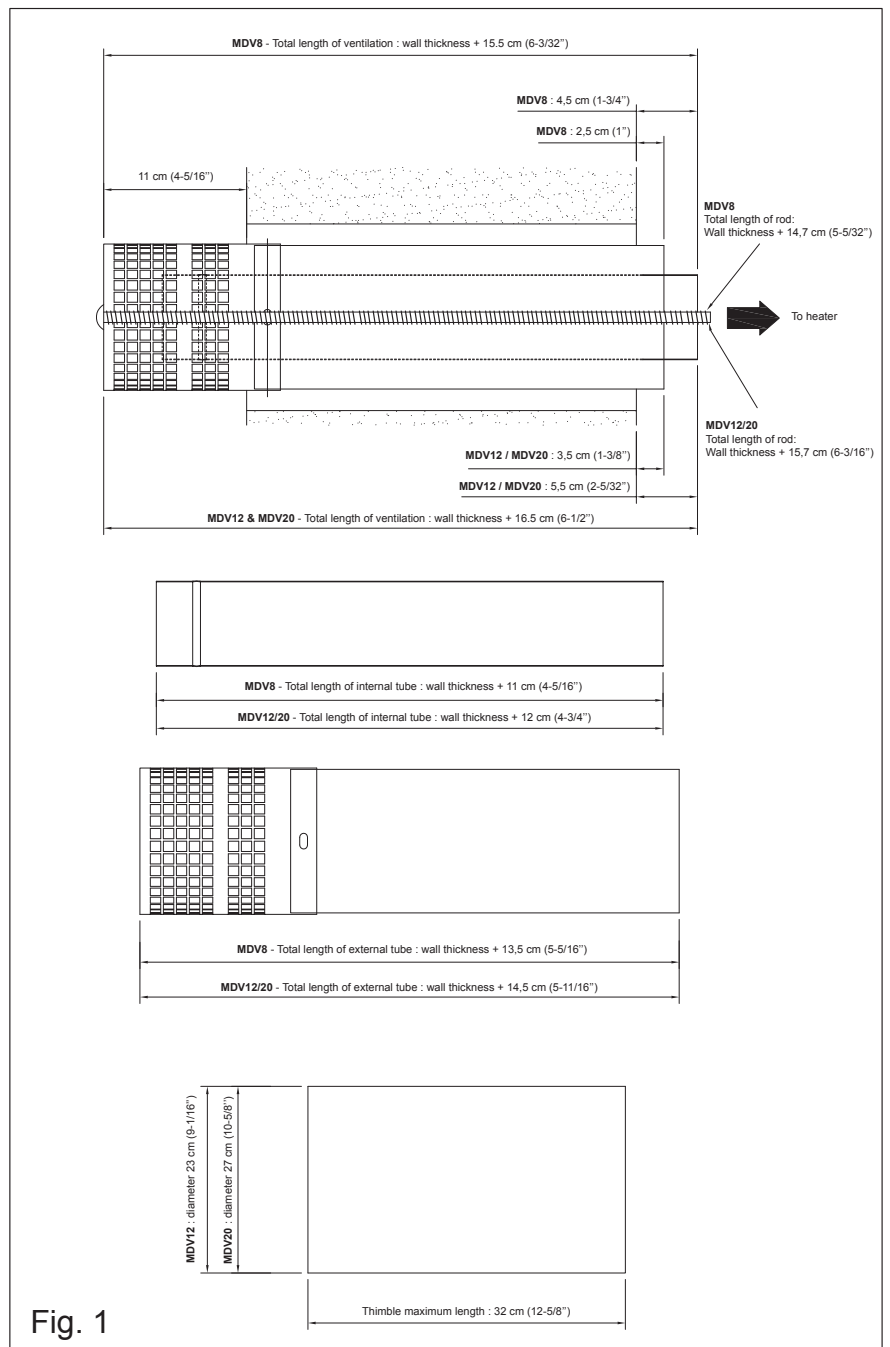 MDV8 - Total length of ventilation : wall thickness + 15.5 cm (6-3/32’’)
MDV8 : 4,5 cm (1-3/4’’)
MDV8 : 2,5 cm (1’’)
11 cm (4-5/16’’)
MDV8
Total length of rod:
Wall thickness + 14,7 cm (5-5/32’’)
To heater
MDV12/20
Total length of rod:
Wall thickness + 15,7 cm (6-3/16’’)
MDV12 / MDV20 : 3,5 cm (1-3/8’’)
MDV12 / MDV20 : 5,5 cm (2-5/32’’)
MDV12 & MDV20 - Total length of ventilation : wall thickness + 16.5 cm (6-1/2’’)
MDV8 - Total length of internal tube : wall thickness + 11 cm (4-5/16’’)
MDV12/20 - Total length of internal tube : wall thickness + 12 cm (4-3/4’’)
MDV8 - Total length of external tube : wall thickness + 13,5 cm (5-5/16’’)
MDV12/20 - Total length of external tube : wall thickness + 14,5 cm (5-11/16’’)
MDV12 : diameter 23 cm (9-1/16’’)
MDV20 : diameter 27 cm (10-5/8’’)
Thimble maximum length : 32 cm (12-5/8’’)
Fig. 1